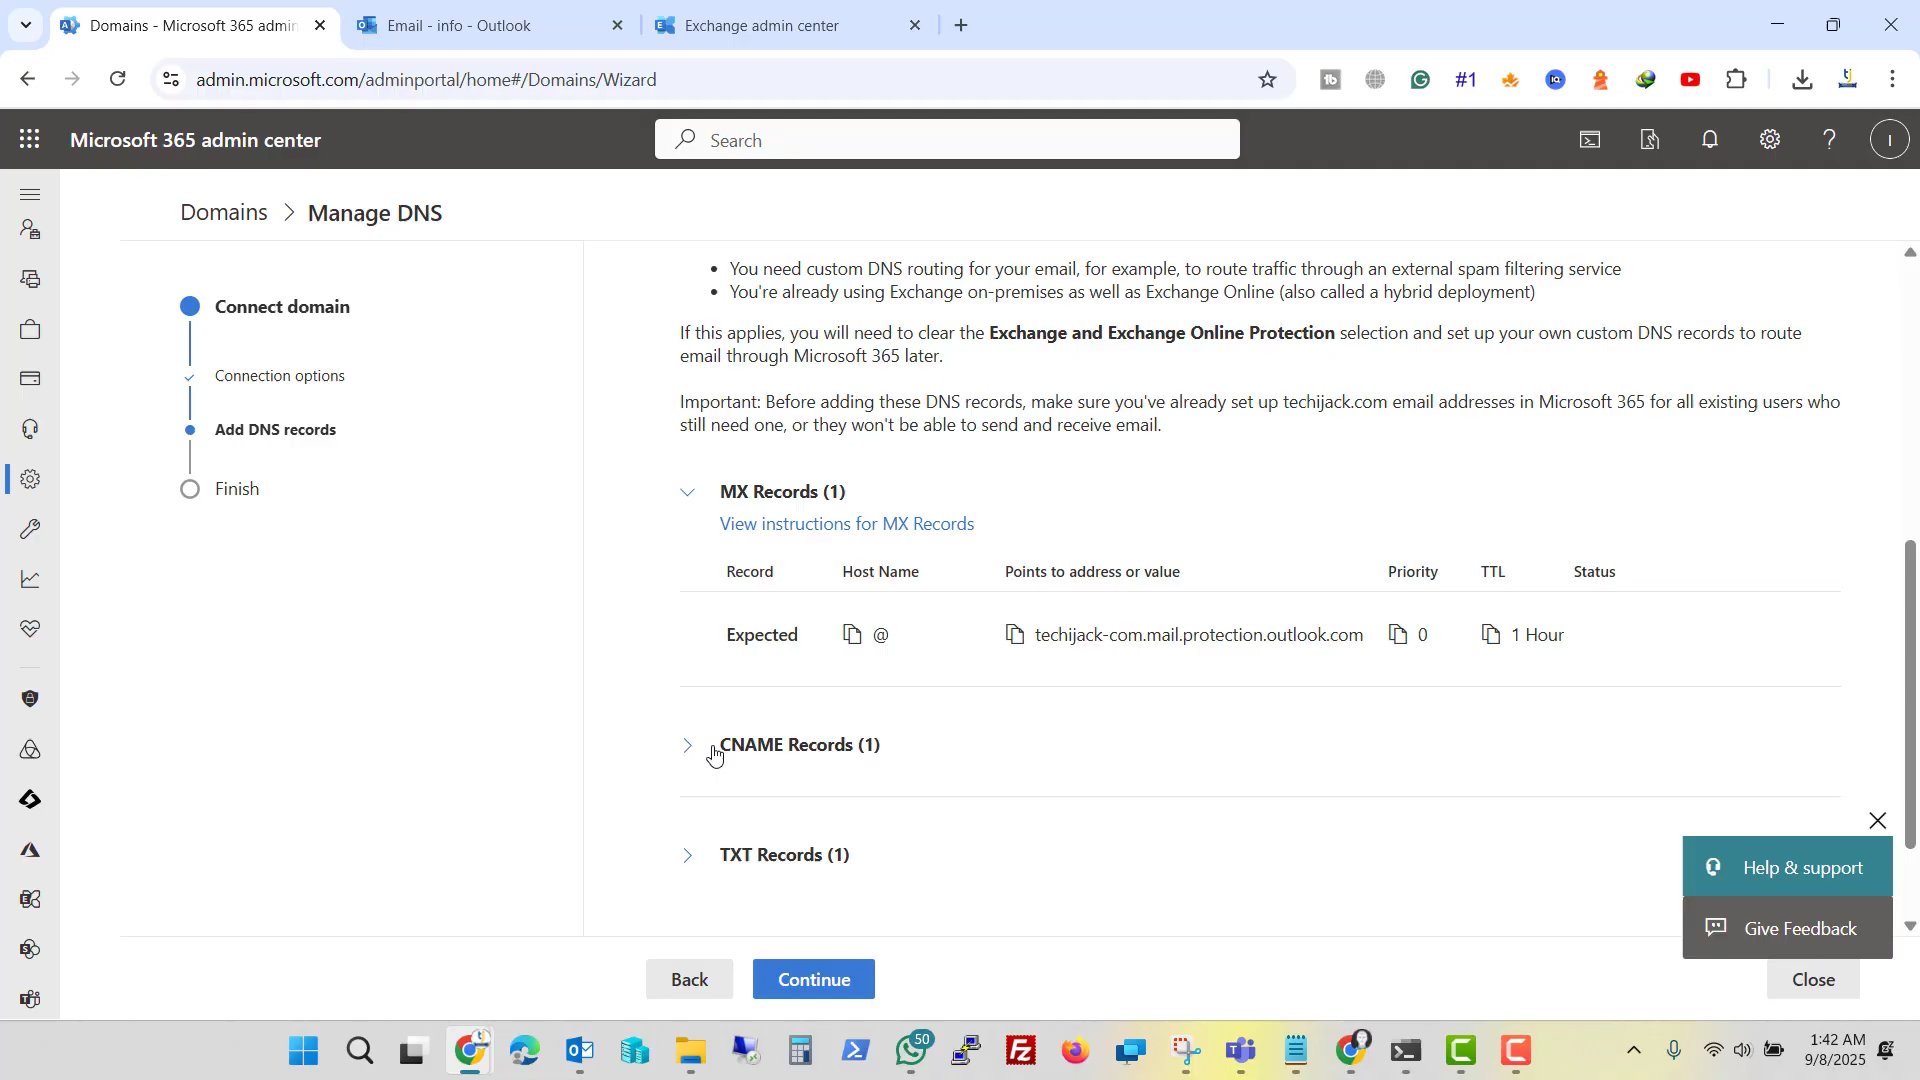 Domains - Microsoft 365 admin
Email - info - Outlook
Exchange admin center
admin.microsoft.com/adminportal/home#/Domains/Wizard
#1
Microsoft 365 admin center
Search
I
Domains > Manage DNS
Connect domain
Connection options
Add DNS records
Finish
• You need custom DNS routing for your email, for example, to route traffic through an external spam filtering service
• You're already using Exchange on-premises as well as Exchange Online (also called a hybrid deployment)
If this applies, you will need to clear the Exchange and Exchange Online Protection selection and set up your own custom DNS records to route
email through Microsoft 365 later.
Important: Before adding these DNS records, make sure you've already set up techijack.com email addresses in Microsoft 365 for all existing users who
still need one, or they won't be able to send and receive email.
MX Records (1)
View instructions for MX Records
Record Host Name Points to address or value Priority TTL Status
Expected @ techijack-com.mail.protection.outlook.com 0 1 Hour
CNAME Records (1)
TXT Records (1)
Help & support
Give Feedback
Back
Continue
Close
50
1:42 AM
9/8/2025